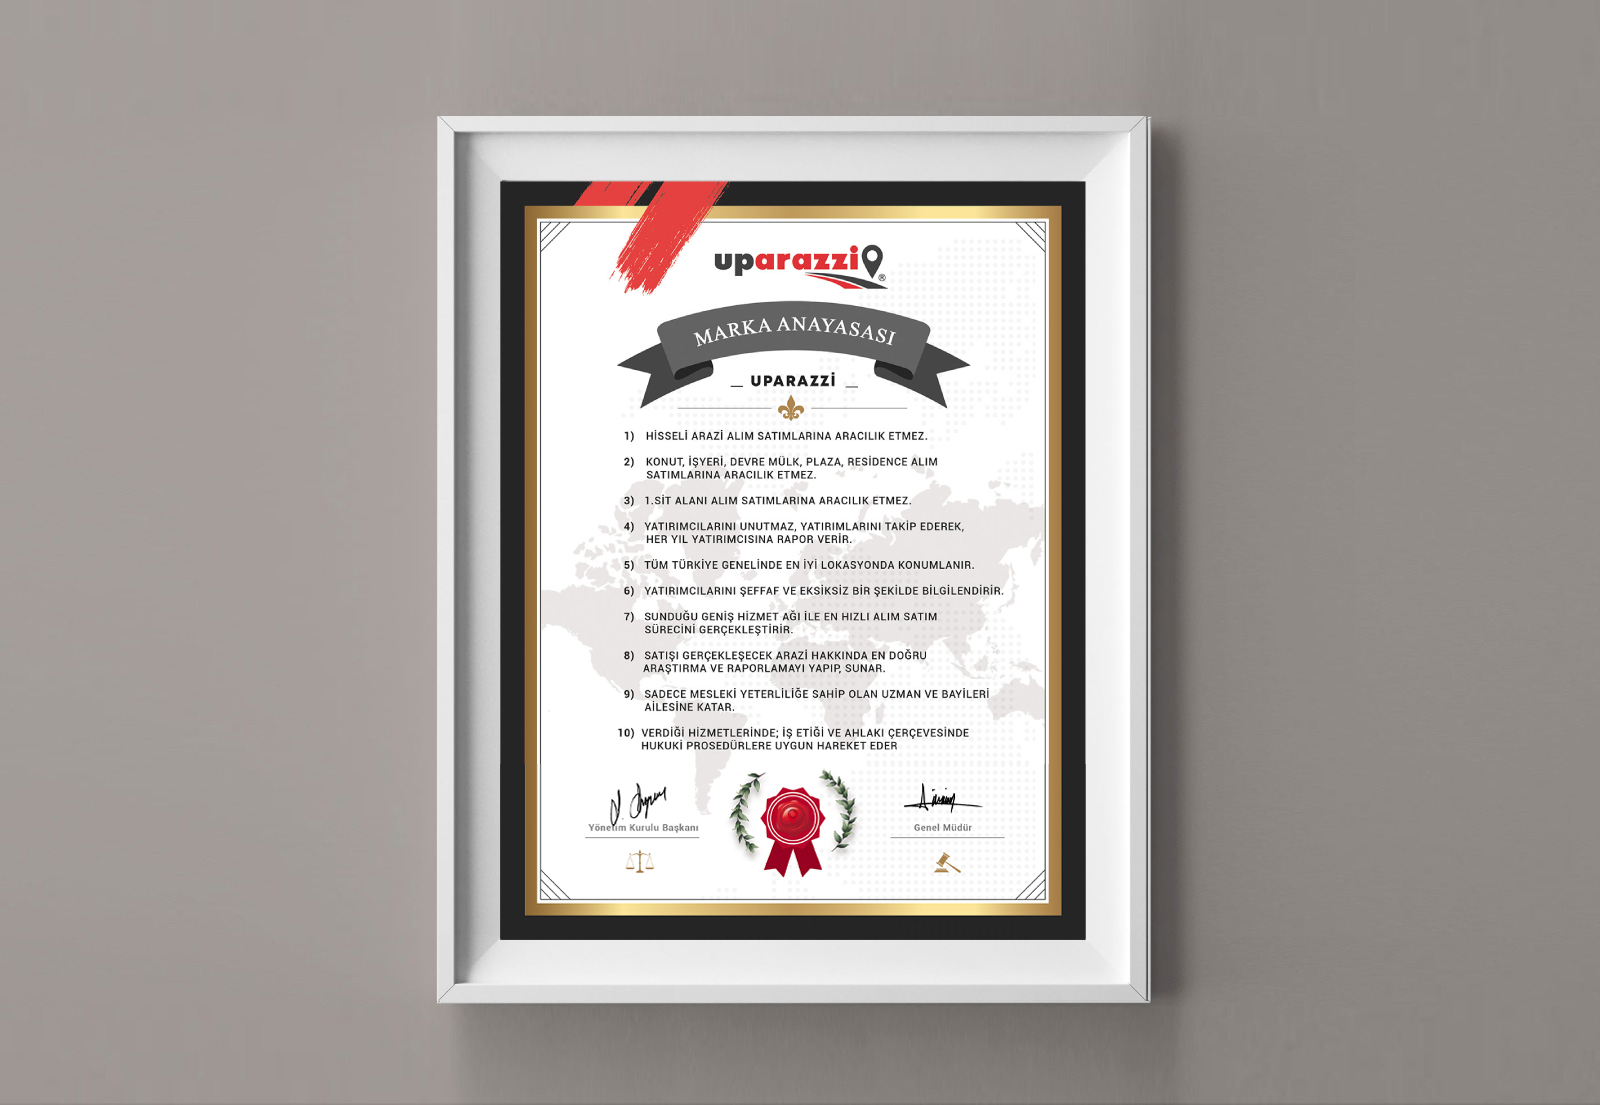 uparazzi®
MARKA ANAYASASI
_ UPARAZZİ _
1) HİSSELİ ARAZİ ALIM SATIMLARINA ARACILIK ETMEZ.
2) KONUT, İŞYERİ, DEVRE MÜLK, PLAZA, RESİDENCE ALIM
SATIMLARINA ARACILIK ETMEZ.
3) 1.SİT ALANI ALIM SATIMLARINA ARACILIK ETMEZ.
4) YATIRIMCILARINI UNUTMAZ, YATIRIMLARINI TAKİP EDEREK,
HER YIL YATIRIMCISINA RAPOR VERİR.
5) TÜM TÜRKİYE GENELİNDE EN İYİ LOKASYONDA KONUMLANIR.
6) YATIRIMCILARINI ŞEFFAF VE EKSİKSİZ BİR ŞEKİLDE BİLGİLENDİRİR.
7) SUNDUĞU GENİŞ HİZMET AĞI İLE EN HIZLI ALIM SATIM
SÜRECİNİ GERÇEKLEŞTİRİR.
8) SATIŞI GERÇEKLEŞECEK ARAZİ HAKKINDA EN DOĞRU
ARAŞTIRMA VE RAPORLAMAYI YAPIP, SUNAR.
9) SADECE MESLEKİ YETERLİLİĞE SAHİP OLAN UZMAN VE BAYİLERİ
AİLESİNE KATAR.
10) VERDİĞİ HİZMETLERİNDE; İŞ ETİĞİ VE AHLAKI ÇERÇEVESİNDE
HUKUKİ PROSEDÜRLERE UYGUN HAREKET EDER
Yönetim Kurulu Başkanı
Genel Müdür